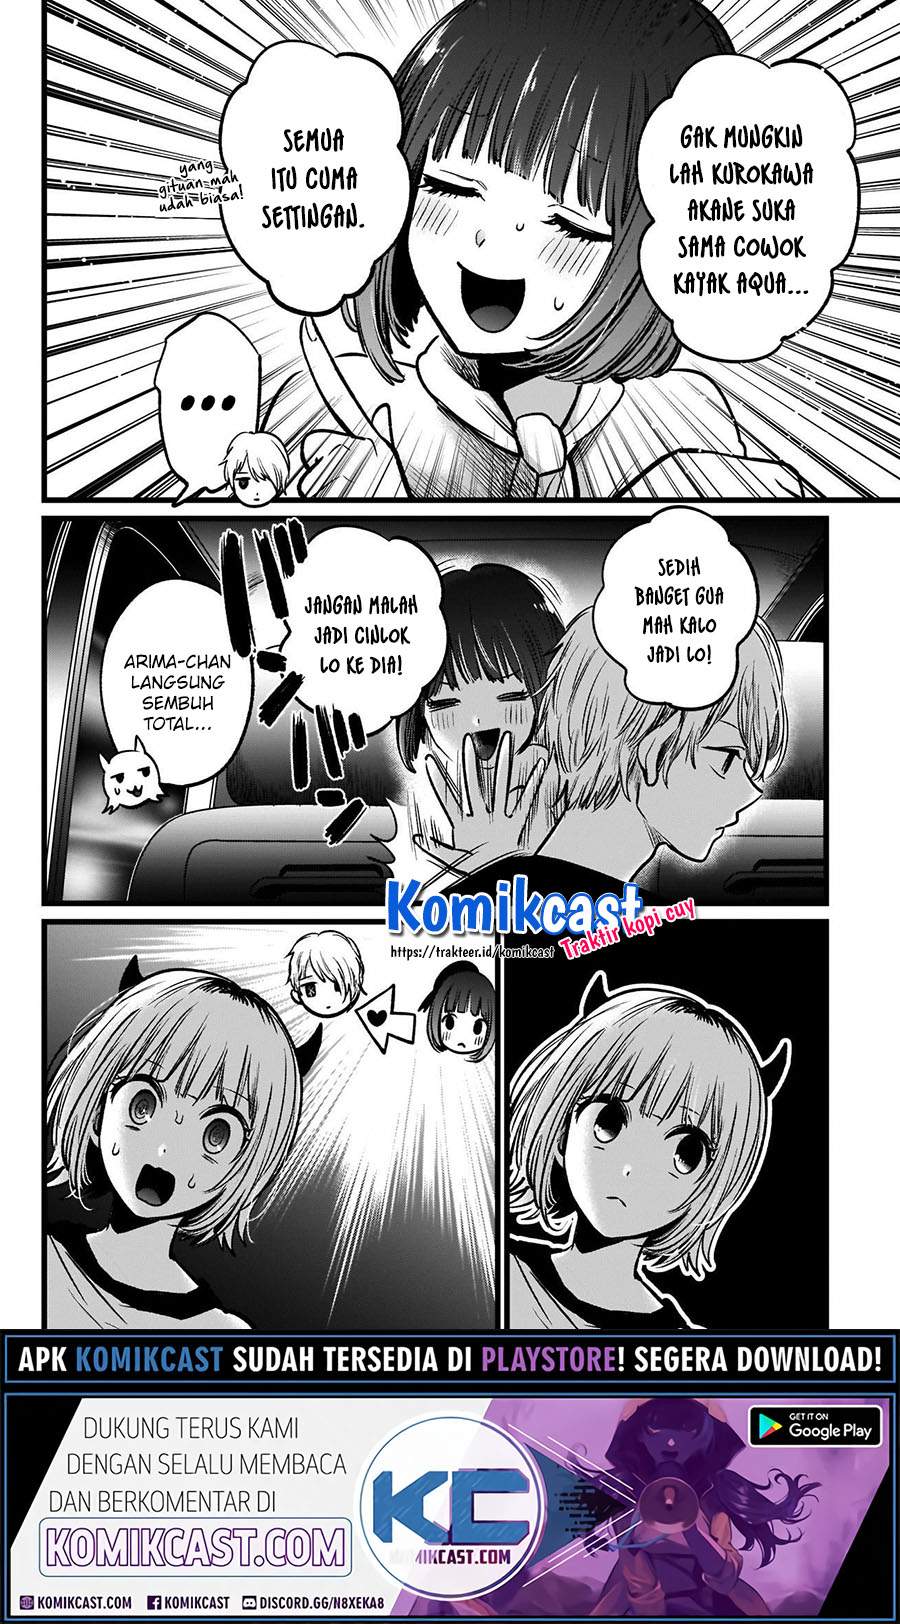 GAK MUNGKIN
LAH KUROKAWA
AKANE SUKA
SAMA COWOK
KAYAK AQUA...
SEMUA
ITU CUMA
SETTINGAN.
yang
gituan mah
udah biasa!
...
SEDIH
BANGET GUA
MAH KALO
JADI LO!
JANGAN MALAH
JADI CINLOK
LO KE DIA!
ARIMA-CHAN
LANGSUNG
SEMBUH
TOTAL...
Komikcast
https://trakteer.id/komikcast
Traktir kopi cuy
APK KOMIKCAST SUDAH TERSEDIA DI PLAYSTORE! SEGERA DOWNLOAD!
DUKUNG TERUS KAMI
DENGAN SELALU MEMBACA
DAN BERKOMENTAR DI
KOMIKCAST.COM
KOMIKCAST.COM KOMIKCAST DISCORD.GG/N8XEKA8
KC
KOMIKCAST.COM
GET IT ON
Google Play